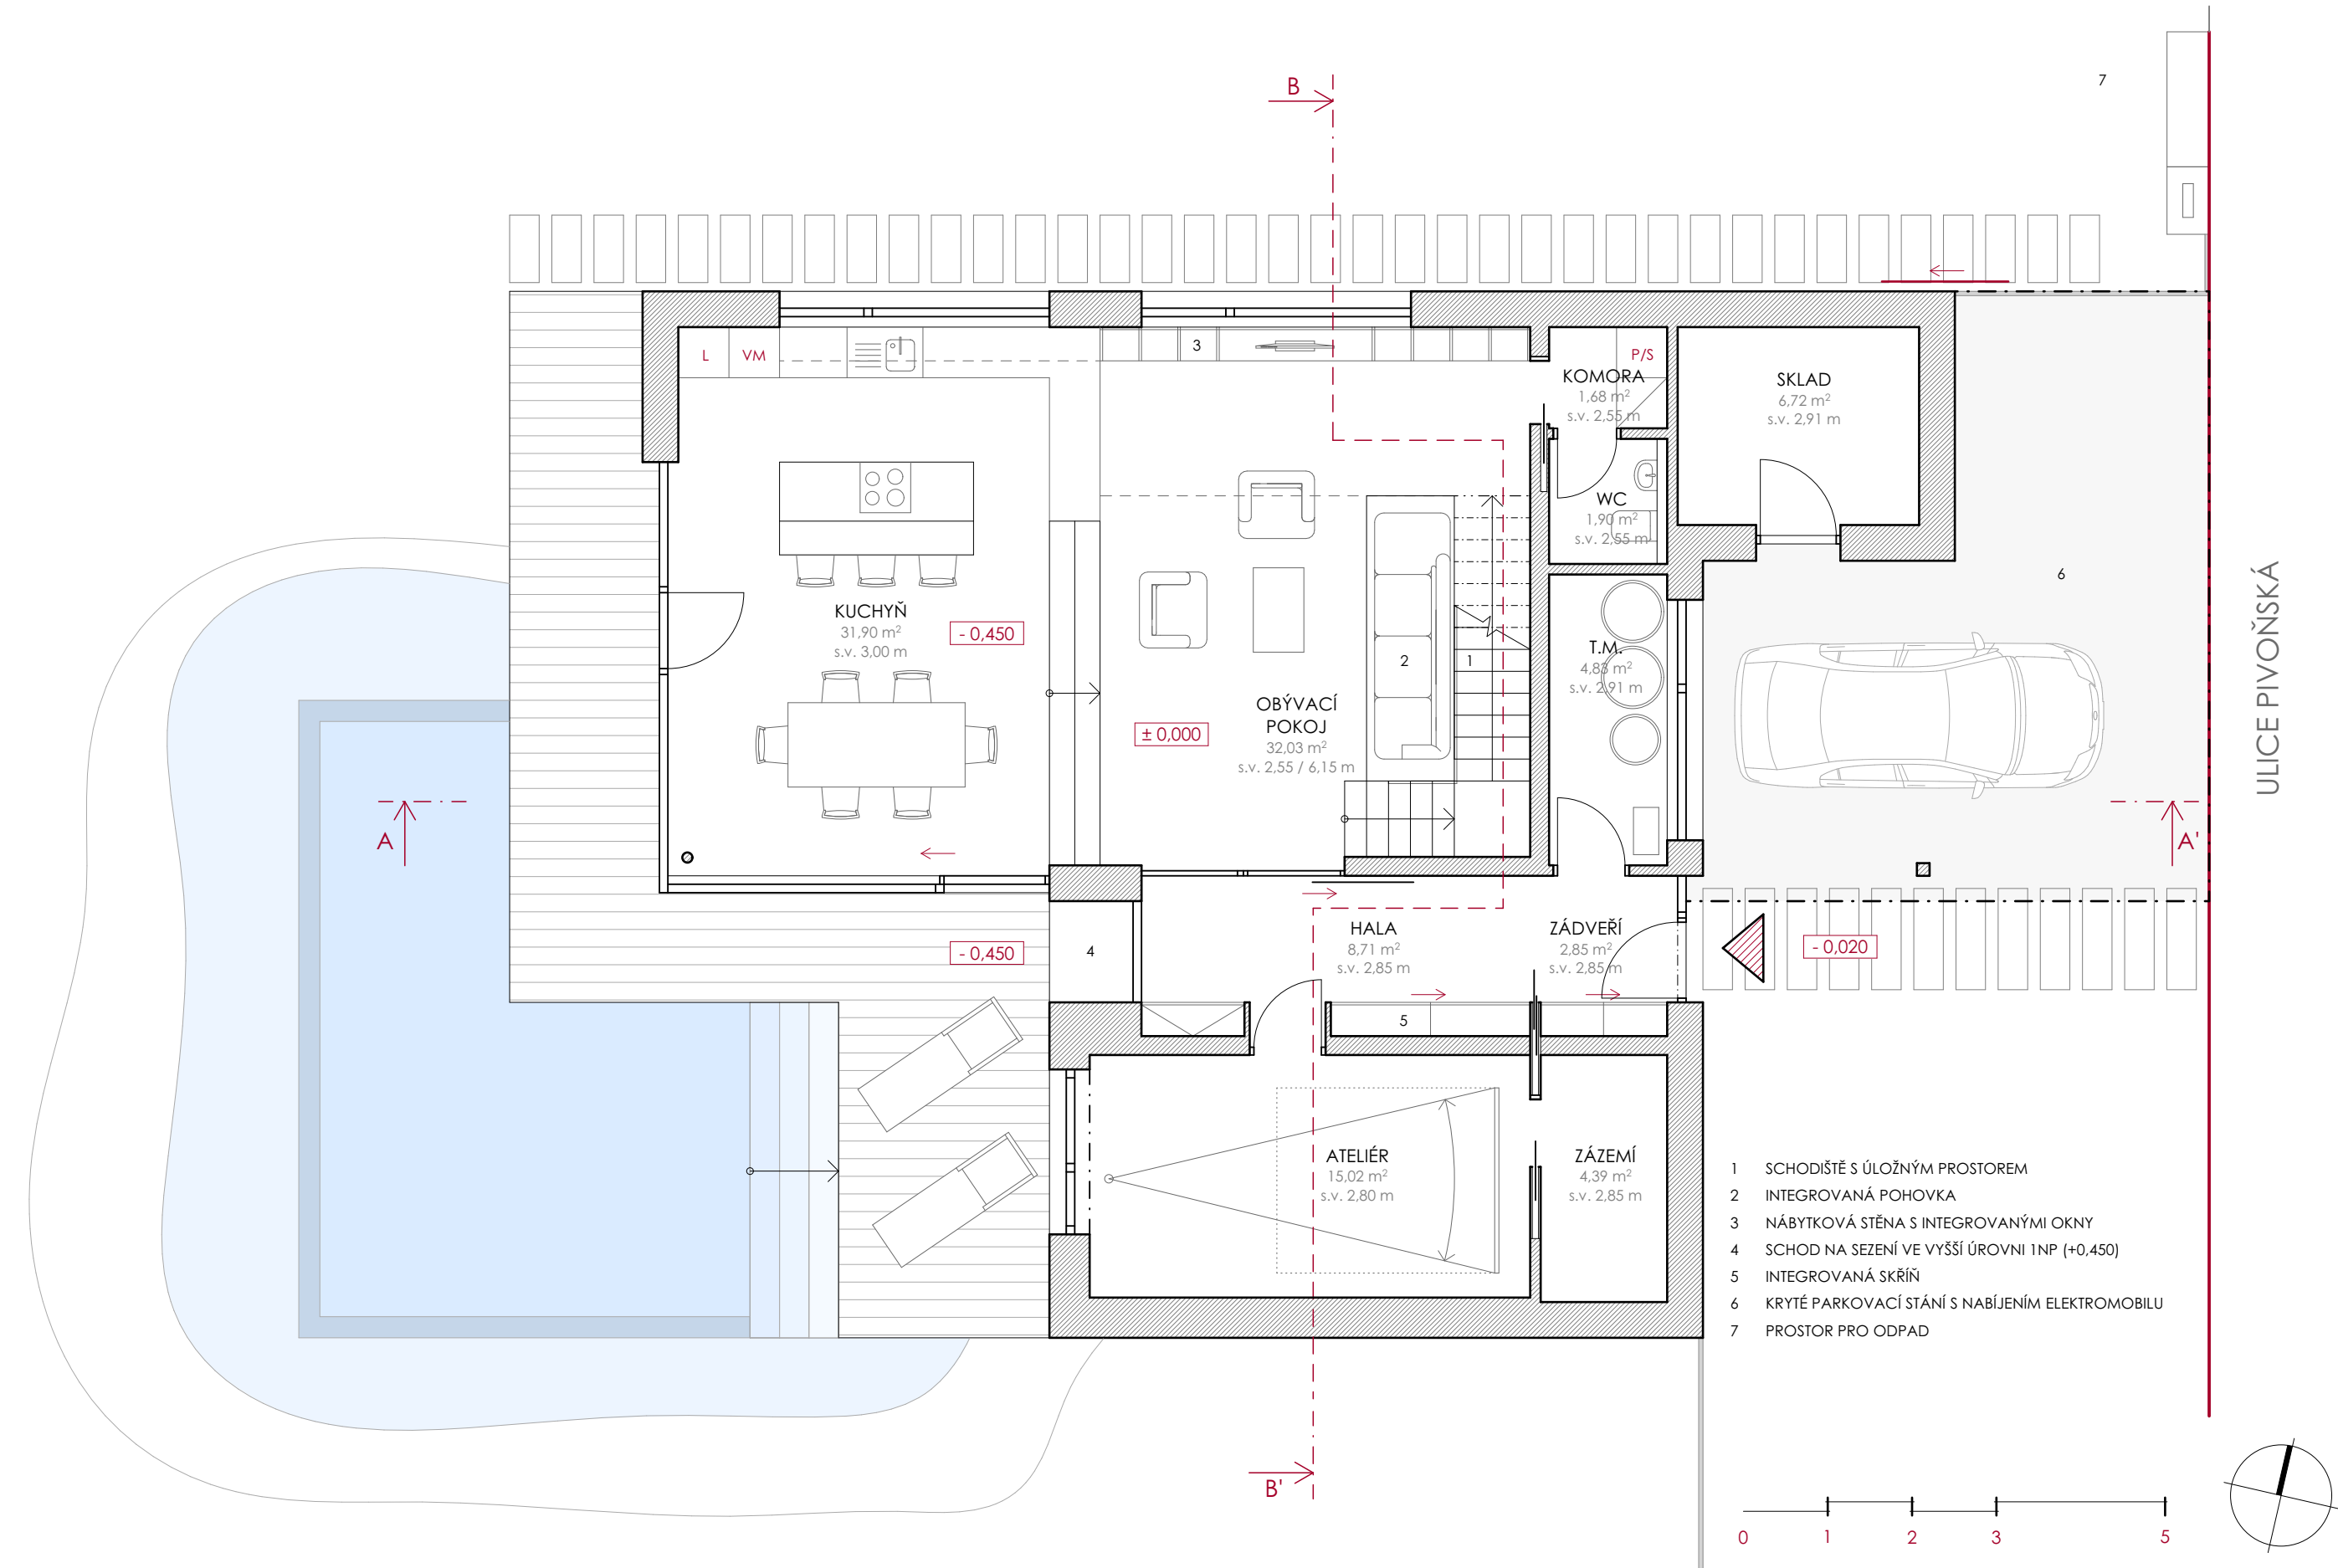 B
7
L
VM
3
P/S
KOMORA
1,68 m²
s.v. 2,55 m
SKLAD
6,72 m²
s.v. 2,91 m
WC
1,90 m²
s.v. 2,55 m
6
KUCHYŇ
31,90 m²
s.v. 3,00 m
- 0,450
2
1
T.M.
4,83 m²
s.v. 2,91 m
ULICE PIVOŇSKÁ
OBÝVACÍ
POKOJ
32,03 m²
s.v. 2,55 / 6,15 m
± 0,000
A
A'
HALA
8,71 m²
s.v. 2,85 m
ZÁDVEŘÍ
2,85 m²
s.v. 2,85 m
- 0,020
- 0,450
4
5
ATELIÉR
15,02 m²
s.v. 2,80 m
ZÁZEMÍ
4,39 m²
s.v. 2,85 m
1 SCHODIŠTĚ S ÚLOŽNÝM PROSTOREM
2 INTEGROVANÁ POHOVKA
3 NÁBYTKOVÁ STĚNA S INTEGROVANÝMI OKNY
4 SCHOD NA SEZENÍ VE VYŠŠÍ ÚROVNI 1NP (+0,450)
5 INTEGROVANÁ SKŘÍŇ
6 KRYTÉ PARKOVACÍ STÁNÍ S NABÍJENÍM ELEKTROMOBILU
7 PROSTOR PRO ODPAD
B'
0 1 2 3 5